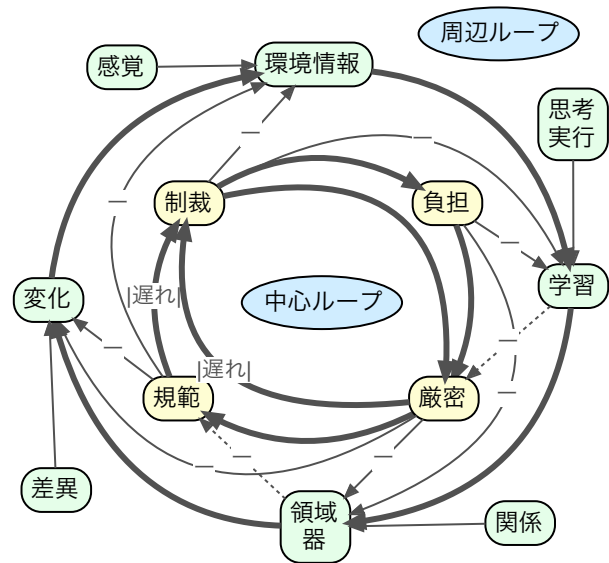 周辺ループ
感覚
環境情報
思考
実行
—
—
制裁
負担
—
—
学習
変化
|遅れ|
中心ループ
—
—
|遅れ|
規範
厳密
—
—
—
—
差異
領域
器
関係